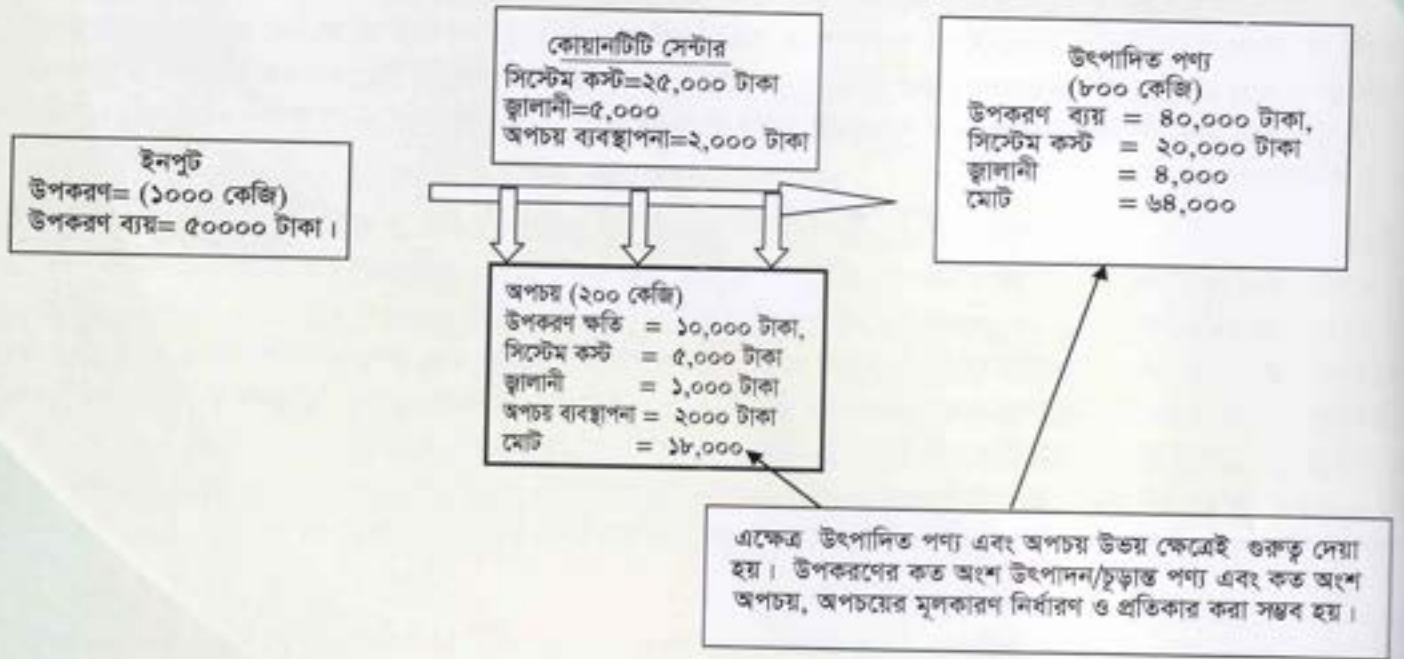 কোয়ানটিটি সেন্টার
সিস্টেম কস্ট=২৫,০০০ টাকা
জ্বালানী=৫,০০০
অপচয় ব্যবস্থাপনা=২,০০০ টাকা
ইনপুট
উপকরণ= (১০০০ কেজি)
উপকরণ ব্যয়= ৫০০০০ টাকা।
উৎপাদিত পণ্য
(৮০০ কেজি)
উপকরণ ব্যয় = ৪০,০০০ টাকা,
সিস্টেম কস্ট = ২০,০০০ টাকা
জ্বালানী = ৪,০০০
মোট = ৬৪,০০০
অপচয় (২০০ কেজি)
উপকরণ ক্ষতি = ১০,০০০ টাকা,
সিস্টেম কস্ট = ৫,০০০ টাকা
জ্বালানী = ১,০০০ টাকা
অপচয় ব্যবস্থাপনা = ২০০০ টাকা
মোট = ১৮,০০০
এক্ষেত্র উৎপাদিত পণ্য এবং অপচয় উভয় ক্ষেত্রেই গুরুত্ব দেয়া
হয়। উপকরণের কত অংশ উৎপাদন/চূড়ান্ত পণ্য এবং কত অংশ
অপচয়, অপচয়ের মূলকারণ নির্ধারণ ও প্রতিকার করা সম্ভব হয়।